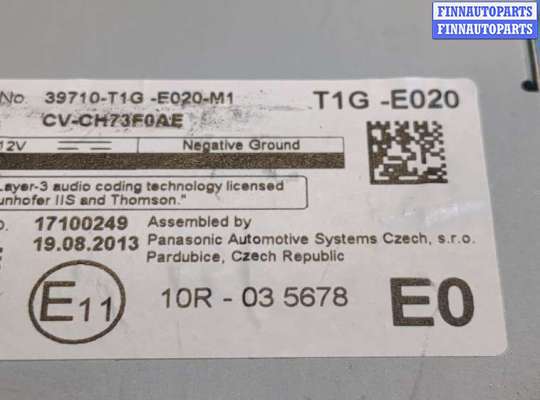 FINNAUTOPARTS
FINNAUTOPARTS
FINNAUTOPARTS
No. 39710-T1G -E020-M1
T1G -E020
CV-CH73F0AE
12V
Negative Ground
Layer-3 audio coding technology licensed
unhofer IIS and Thomson."
o. 17100249
Assembled by
19.08.2013
Panasonic Automotive Systems Czech, s.r.o.
Pardubice, Czech Republic
E11
10R - 03 5678
E0